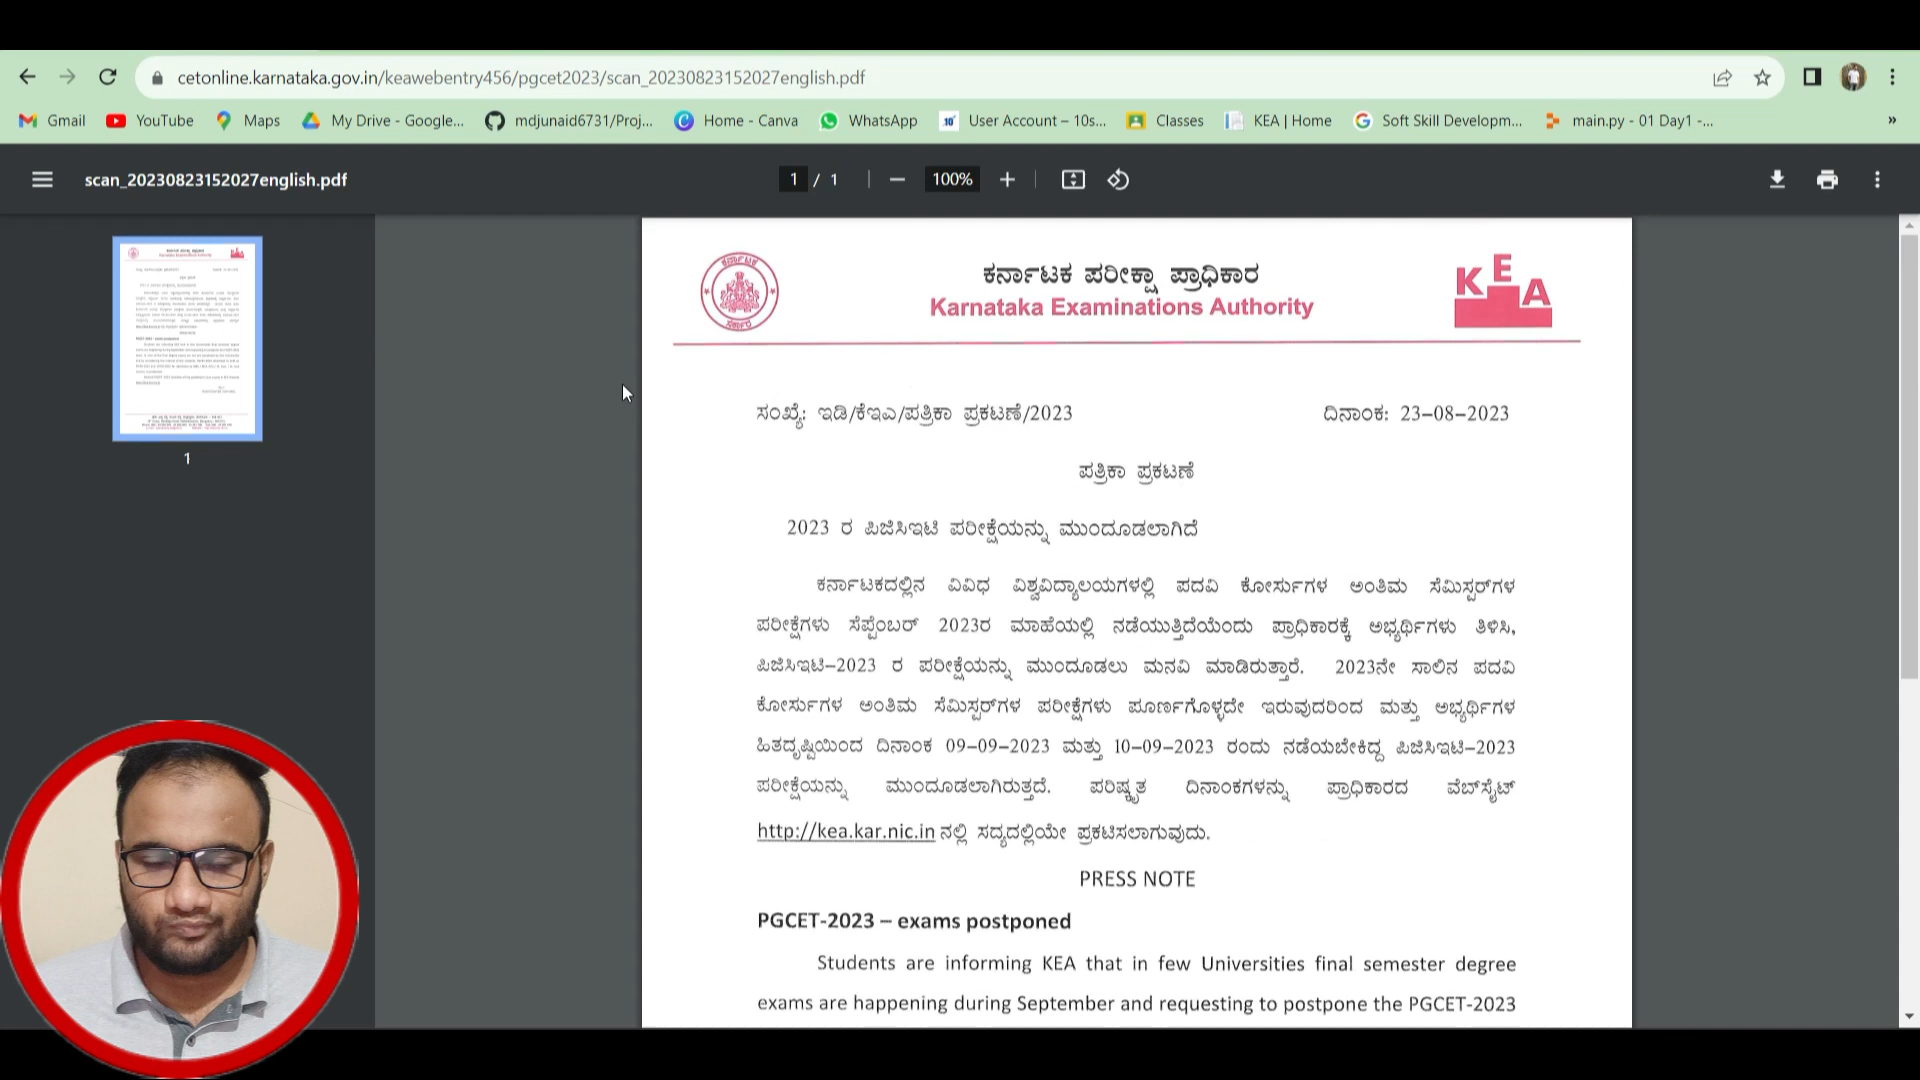 cetonline.karnataka.gov.in/keawebentry456/pgcet2023/scan_20230823152027english.pdf
Gmail YouTube Maps My Drive - Google... mdjunaid6731/Proj... Home - Canva WhatsApp User Account – 10s... Classes KEA | Home Soft Skill Developm... main.py - 01 Day1 -... »
scan_20230823152027english.pdf 1 / 1 100%
1
ಕರ್ನಾಟಕ ಪರೀಕ್ಷಾ ಪ್ರಾಧಿಕಾರ
Karnataka Examinations Authority
KEA
ಸಂಖ್ಯೆ: ಇಡಿ/ಕೆಇಎ/ಪತ್ರಿಕಾ ಪ್ರಕಟಣೆ/2023 ದಿನಾಂಕ: 23-08-2023
ಪತ್ರಿಕಾ ಪ್ರಕಟಣೆ
2023 ರ ಪಿಜಿಸಿಇಟಿ ಪರೀಕ್ಷೆಯನ್ನು ಮುಂದೂಡಲಾಗಿದೆ
ಕರ್ನಾಟಕದಲ್ಲಿನ ವಿವಿಧ ವಿಶ್ವವಿದ್ಯಾಲಯಗಳಲ್ಲಿ ಪದವಿ ಕೋರ್ಸುಗಳ ಅಂತಿಮ ಸೆಮಿಸ್ಟರ್‌ಗಳ
ಪರೀಕ್ಷೆಗಳು ಸೆಪ್ಟೆಂಬರ್ 2023ರ ಮಾಹೆಯಲ್ಲಿ ನಡೆಯುತ್ತಿದೆಯೆಂದು ಪ್ರಾಧಿಕಾರಕ್ಕೆ ಅಭ್ಯರ್ಥಿಗಳು ತಿಳಿಸಿ,
ಪಿಜಿಸಿಇಟಿ-2023 ರ ಪರೀಕ್ಷೆಯನ್ನು ಮುಂದೂಡಲು ಮನವಿ ಮಾಡಿರುತ್ತಾರೆ. 2023ನೇ ಸಾಲಿನ ಪದವಿ
ಕೋರ್ಸುಗಳ ಅಂತಿಮ ಸೆಮಿಸ್ಟರ್‌ಗಳ ಪರೀಕ್ಷೆಗಳು ಪೂರ್ಣಗೊಳ್ಳದೇ ಇರುವುದರಿಂದ ಮತ್ತು ಅಭ್ಯರ್ಥಿಗಳ
ಹಿತದೃಷ್ಟಿಯಿಂದ ದಿನಾಂಕ 09-09-2023 ಮತ್ತು 10-09-2023 ರಂದು ನಡೆಯಬೇಕಿದ್ದ ಪಿಜಿಸಿಇಟಿ-2023
ಪರೀಕ್ಷೆಯನ್ನು ಮುಂದೂಡಲಾಗಿರುತ್ತದೆ. ಪರಿಷ್ಕೃತ ದಿನಾಂಕಗಳನ್ನು ಪ್ರಾಧಿಕಾರದ ವೆಬ್‌ಸೈಟ್
http://kea.kar.nic.in ನಲ್ಲಿ ಸದ್ಯದಲ್ಲಿಯೇ ಪ್ರಕಟಿಸಲಾಗುವುದು.
PRESS NOTE
PGCET-2023 – exams postponed
Students are informing KEA that in few Universities final semester degree
exams are happening during September and requesting to postpone the PGCET-2023